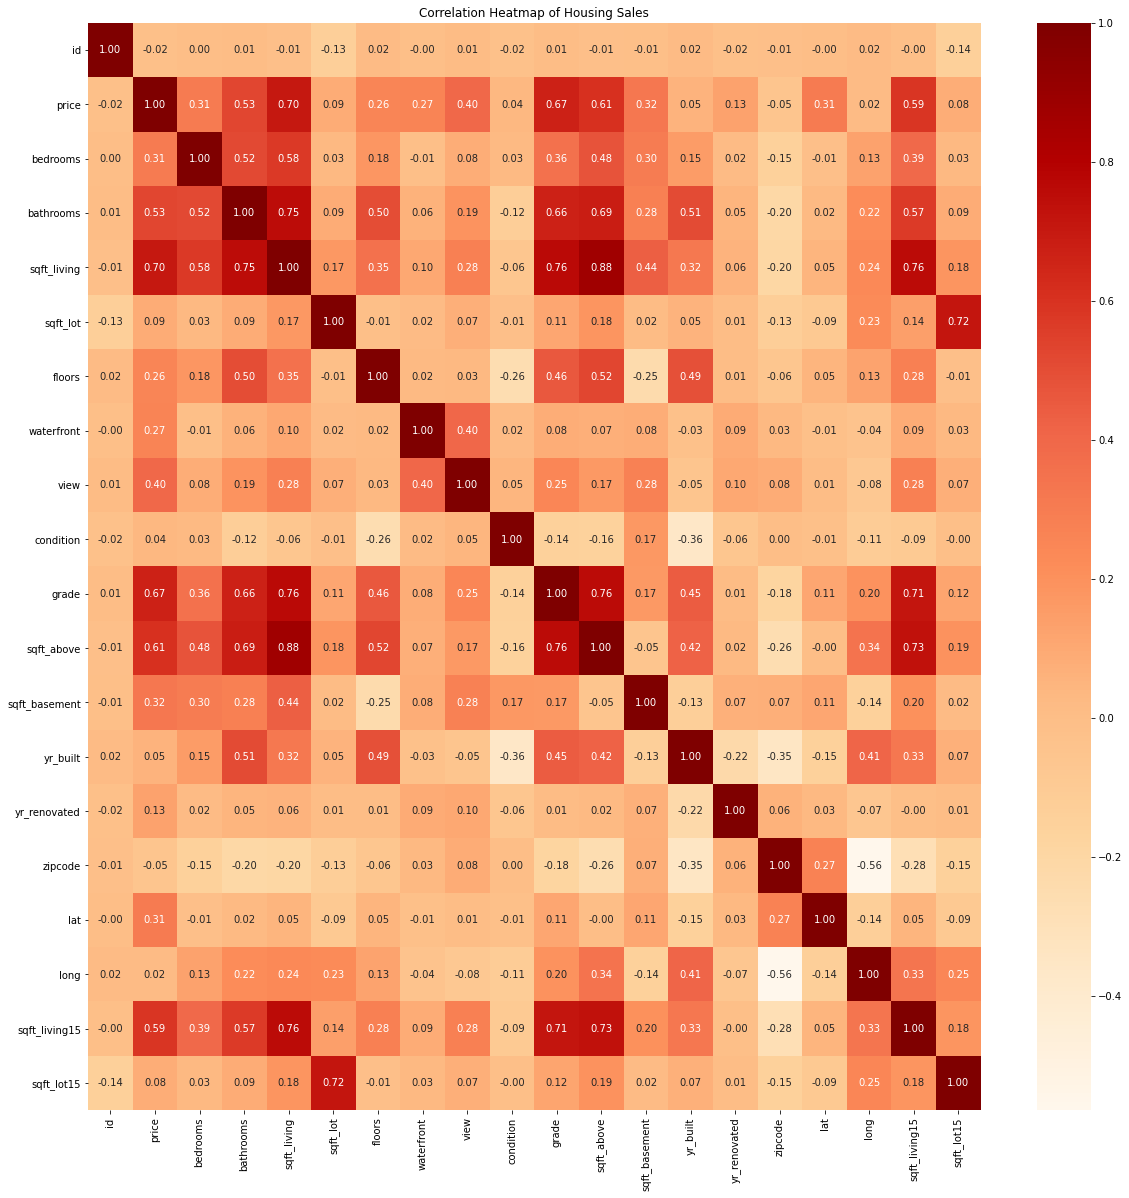 Correlation Heatmap of Housing Sales
id 1.00 -0.02 0.00 0.01 -0.01 -0.13 0.02 -0.00 0.01 -0.02 0.01 -0.01 -0.01 0.02 -0.02 -0.01 -0.00 0.02 -0.00 -0.14
price -0.02 1.00 0.31 0.53 0.70 0.09 0.26 0.27 0.40 0.04 0.67 0.61 0.32 0.05 0.13 -0.05 0.31 0.02 0.59 0.08
bedrooms 0.00 0.31 1.00 0.52 0.58 0.03 0.18 -0.01 0.08 0.03 0.36 0.48 0.30 0.15 0.02 -0.15 -0.01 0.13 0.39 0.03
bathrooms 0.01 0.53 0.52 1.00 0.75 0.09 0.50 0.06 0.19 -0.12 0.66 0.69 0.28 0.51 0.05 -0.20 0.02 0.22 0.57 0.09
sqft_living -0.01 0.70 0.58 0.75 1.00 0.17 0.35 0.10 0.28 -0.06 0.76 0.88 0.44 0.32 0.06 -0.20 0.05 0.24 0.76 0.18
sqft_lot -0.13 0.09 0.03 0.09 0.17 1.00 -0.01 0.02 0.07 -0.01 0.11 0.18 0.02 0.05 0.01 -0.13 -0.09 0.23 0.14 0.72
floors 0.02 0.26 0.18 0.50 0.35 -0.01 1.00 0.02 0.03 -0.26 0.46 0.52 -0.25 0.49 0.01 -0.06 0.05 0.13 0.28 -0.01
waterfront -0.00 0.27 -0.01 0.06 0.10 0.02 0.02 1.00 0.40 0.02 0.08 0.07 0.08 -0.03 0.09 0.03 -0.01 -0.04 0.09 0.03
view 0.01 0.40 0.08 0.19 0.28 0.07 0.03 0.40 1.00 0.05 0.25 0.17 0.28 -0.05 0.10 0.08 0.01 -0.08 0.28 0.07
condition -0.02 0.04 0.03 -0.12 -0.06 -0.01 -0.26 0.02 0.05 1.00 -0.14 -0.16 0.17 -0.36 -0.06 0.00 -0.01 -0.11 -0.09 -0.00
grade 0.01 0.67 0.36 0.66 0.76 0.11 0.46 0.08 0.25 -0.14 1.00 0.76 0.17 0.45 0.01 -0.18 0.11 0.20 0.71 0.12
sqft_above -0.01 0.61 0.48 0.69 0.88 0.18 0.52 0.07 0.17 -0.16 0.76 1.00 -0.05 0.42 0.02 -0.26 -0.00 0.34 0.73 0.19
sqft_basement -0.01 0.32 0.30 0.28 0.44 0.02 -0.25 0.08 0.28 0.17 0.17 -0.05 1.00 -0.13 0.07 0.07 0.11 -0.14 0.20 0.02
yr_built 0.02 0.05 0.15 0.51 0.32 0.05 0.49 -0.03 -0.05 -0.36 0.45 0.42 -0.13 1.00 -0.22 -0.35 -0.15 0.41 0.33 0.07
yr_renovated -0.02 0.13 0.02 0.05 0.06 0.01 0.01 0.09 0.10 -0.06 0.01 0.02 0.07 -0.22 1.00 0.06 0.03 -0.07 -0.00 0.01
zipcode -0.01 -0.05 -0.15 -0.20 -0.20 -0.13 -0.06 0.03 0.08 0.00 -0.18 -0.26 0.07 -0.35 0.06 1.00 0.27 -0.56 -0.28 -0.15
lat -0.00 0.31 -0.01 0.02 0.05 -0.09 0.05 -0.01 0.01 -0.01 0.11 -0.00 0.11 -0.15 0.03 0.27 1.00 -0.14 0.05 -0.09
long 0.02 0.02 0.13 0.22 0.24 0.23 0.13 -0.04 -0.08 -0.11 0.20 0.34 -0.14 0.41 -0.07 -0.56 -0.14 1.00 0.33 0.25
sqft_living15 -0.00 0.59 0.39 0.57 0.76 0.14 0.28 0.09 0.28 -0.09 0.71 0.73 0.20 0.33 -0.00 -0.28 0.05 0.33 1.00 0.18
sqft_lot15 -0.14 0.08 0.03 0.09 0.18 0.72 -0.01 0.03 0.07 -0.00 0.12 0.19 0.02 0.07 0.01 -0.15 -0.09 0.25 0.18 1.00
id price bedrooms bathrooms sqft_living sqft_lot floors waterfront view condition grade sqft_above sqft_basement yr_built yr_renovated zipcode lat long sqft_living15 sqft_lot15
1.0
0.8
0.6
0.4
0.2
0.0
−0.2
−0.4